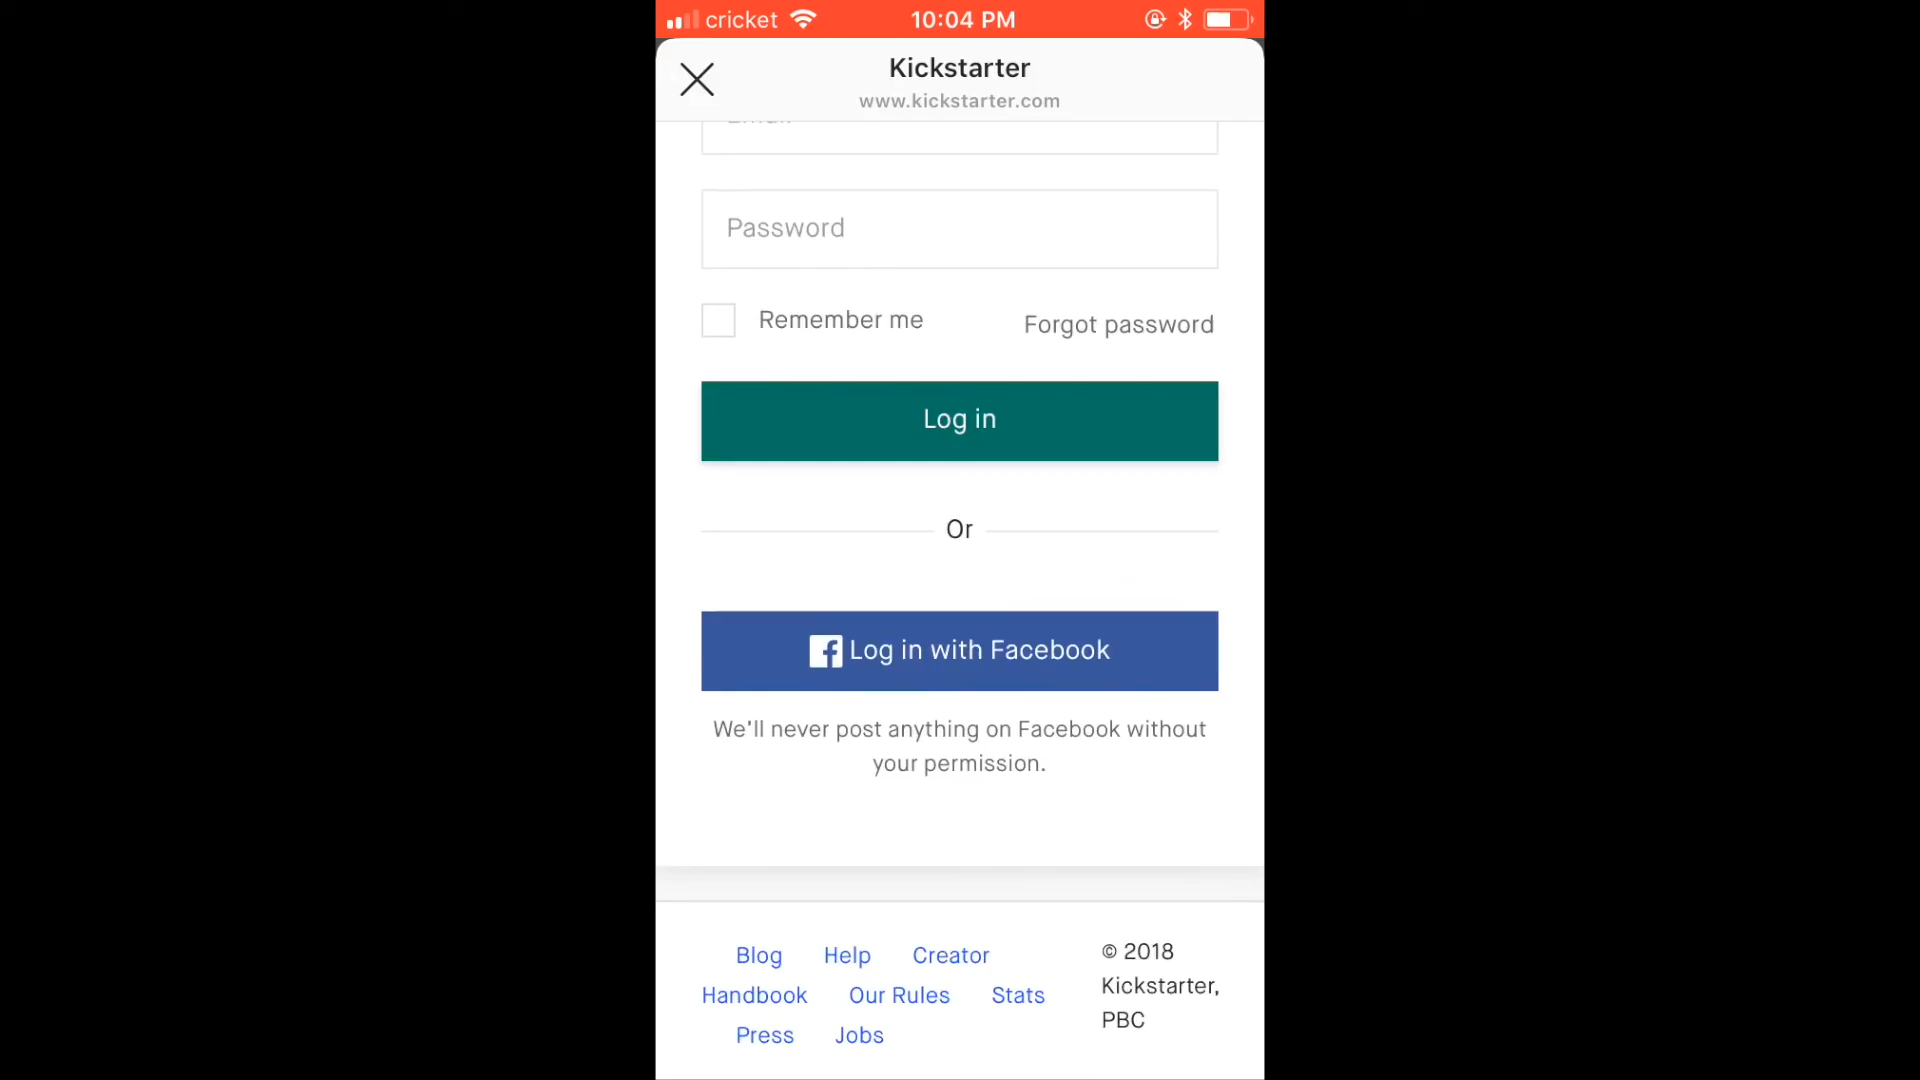 cricket 10:04 PM
Kickstarter
www.kickstarter.com
Password
Remember me Forgot password
Log in
Or
Log in with Facebook
We'll never post anything on Facebook without
your permission.
Blog Help Creator
Handbook Our Rules Stats
Press Jobs
© 2018
Kickstarter,
PBC